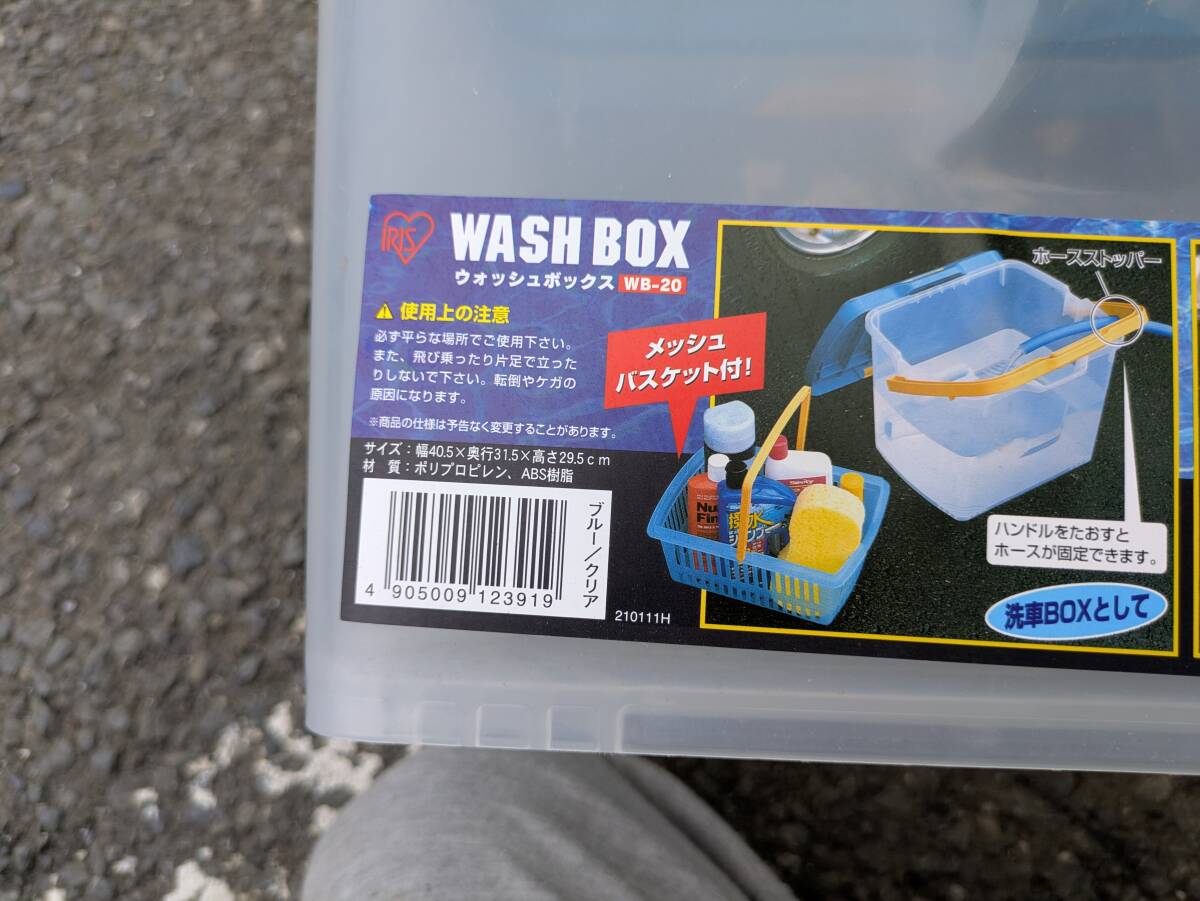 IRIS
WASH BOX
ウォッシュボックス WB-20
使用上の注意
必ず平らな場所でご使用下さい。
また、飛び乗ったり片足で立った
りしないで下さい。転倒やケガの
原因になります。
※商品の仕様は予告なく変更することがあります。
サイズ:幅40.5×奥行31.5×高さ29.5cm
材 質:ポリプロピレン、ABS樹脂
ブルー/クリア
4 905009 123919
210111H
メッシュ
バスケット付!
ホースストッパー
ハンドルをたおすと
ホースが固定できます。
洗車BOXとして
撥水
シャンプー